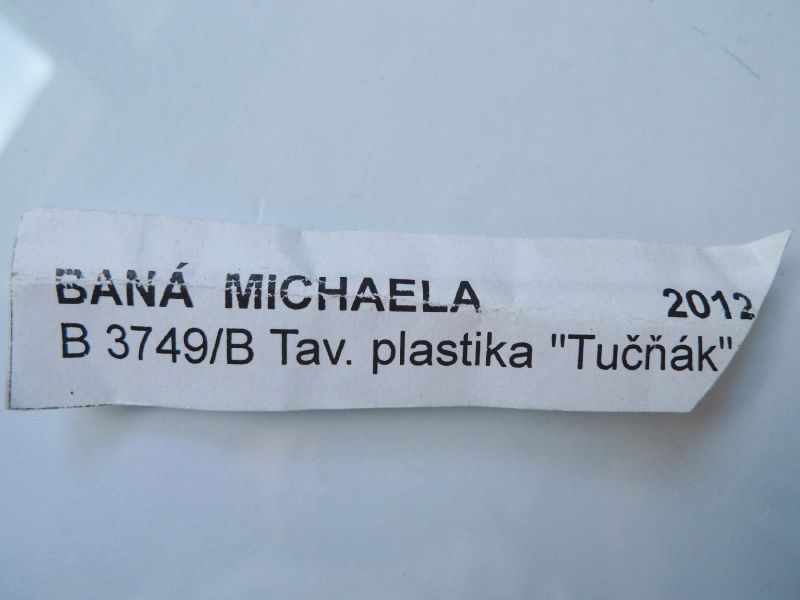 BANÁ MICHAELA 2012
B 3749/B Tav. plastika "Tučňák"